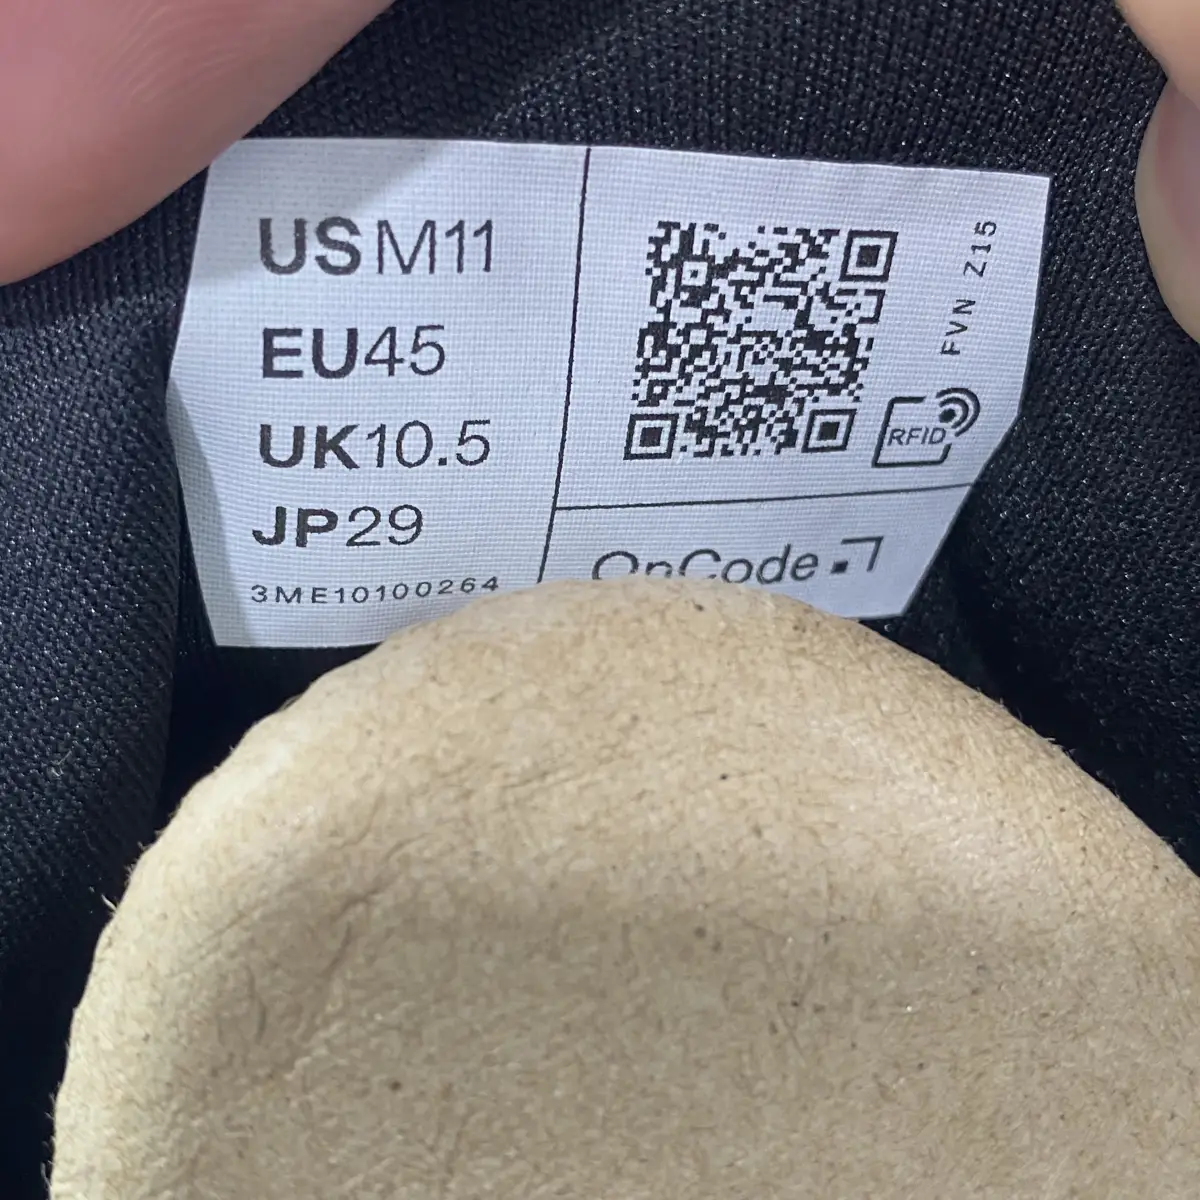 US M11
EU45
UK10.5
JP29
3ME10100264
FVN Z15
RFID
OnCode